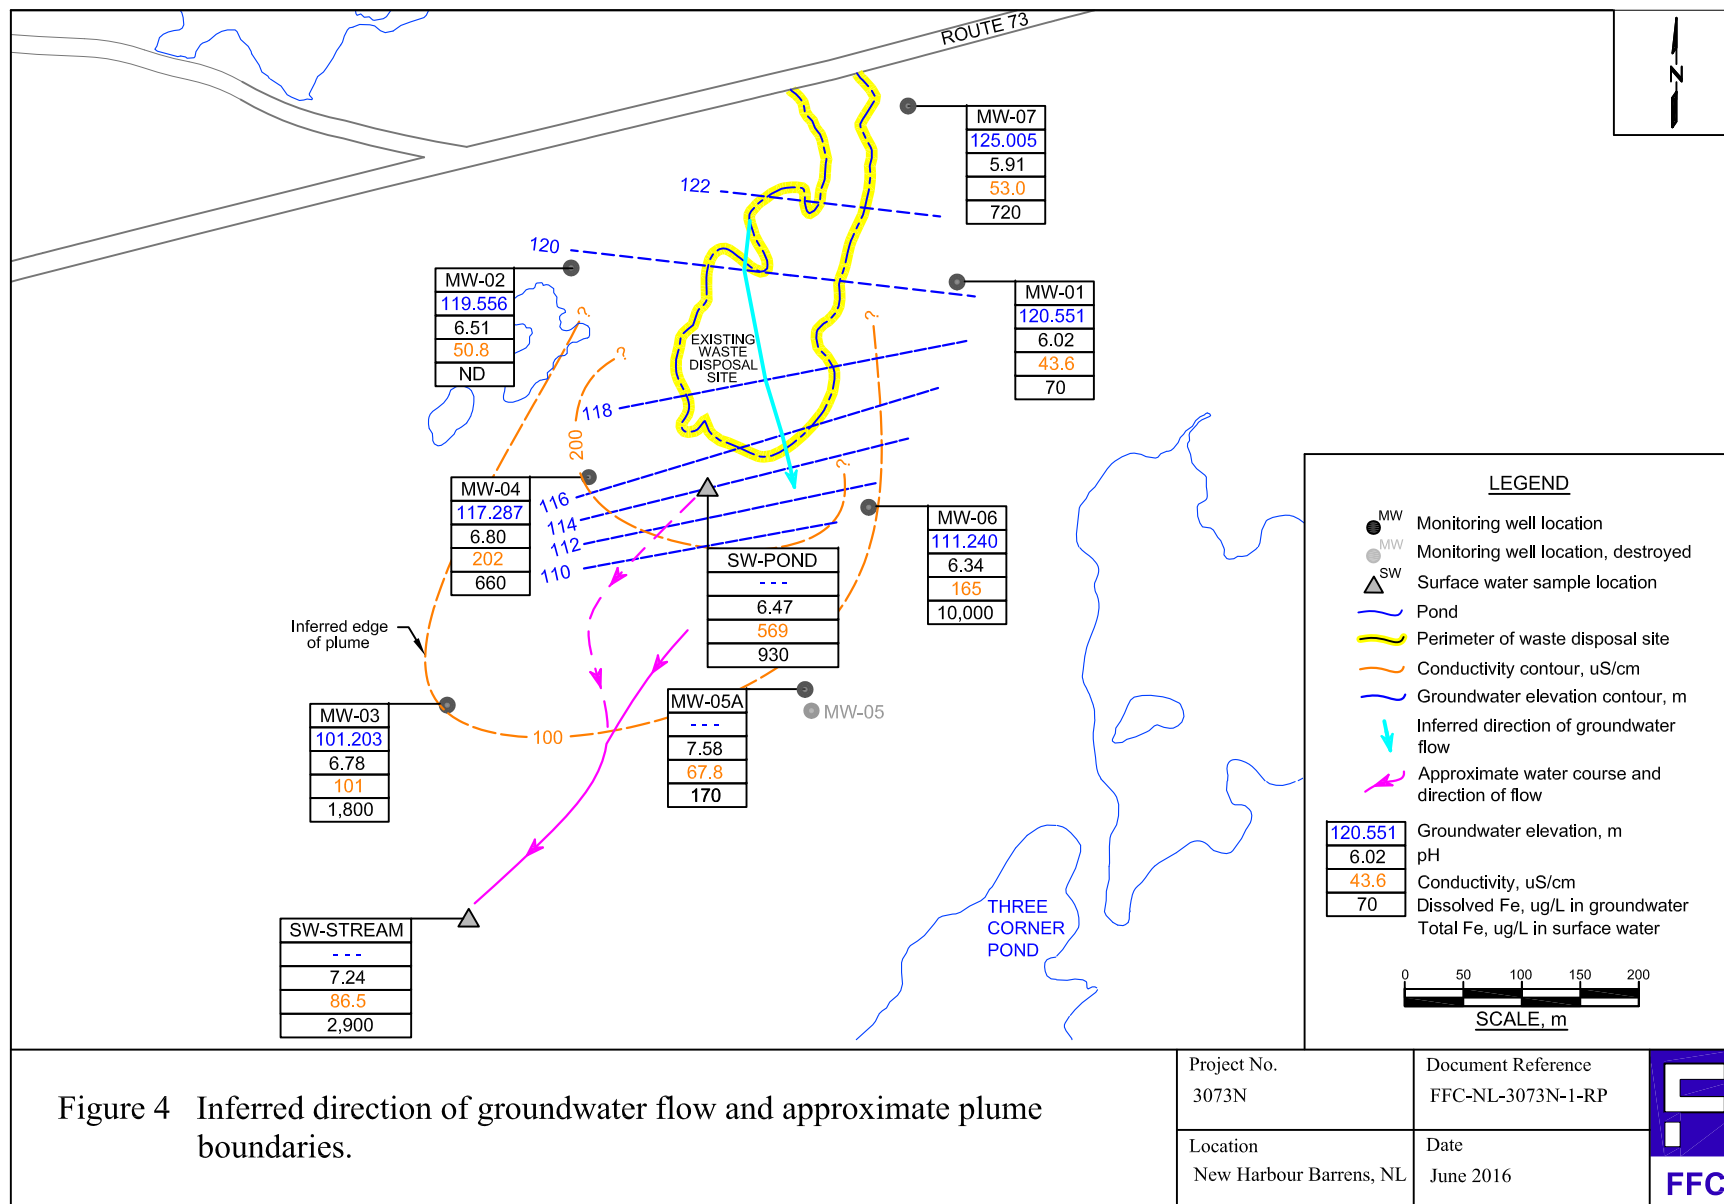 ROUTE 73
N
MW-07
125.005
5.91
53.0
720
122
120
MW-02
119.556
6.51
50.8
ND
MW-01
120.551
6.02
43.6
70
?
?
?
?
EXISTING
WASTE
DISPOSAL
SITE
118
200
116
114
112
110
MW-04
117.287
6.80
202
660
MW-06
111.240
6.34
165
10,000
SW-POND
---
6.47
569
930
Inferred edge
of plume
MW-03
101.203
6.78
101
1,800
100
MW-05A
---
7.58
67.8
170
MW-05
SW-STREAM
---
7.24
86.5
2,900
THREE
CORNER
POND
LEGEND
MW Monitoring well location
MW Monitoring well location, destroyed
SW Surface water sample location
Pond
Perimeter of waste disposal site
Conductivity contour, uS/cm
Groundwater elevation contour, m
Inferred direction of groundwater
flow
Approximate water course and
direction of flow
120.551 Groundwater elevation, m
6.02 pH
43.6 Conductivity, uS/cm
70 Dissolved Fe, ug/L in groundwater
Total Fe, ug/L in surface water
0 50 100 150 200
SCALE, m
Figure 4 Inferred direction of groundwater flow and approximate plume
boundaries.
Project No.
3073N
Document Reference
FFC-NL-3073N-1-RP
Location
New Harbour Barrens, NL
Date
June 2016
FFC